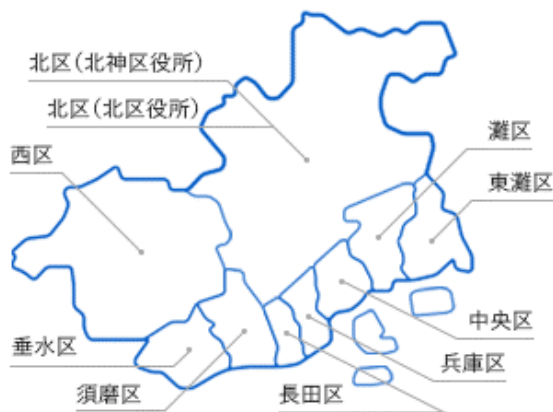 北区（北神区役所）
北区（北区役所）
西区
灘区
東灘区
中央区
兵庫区
垂水区
須磨区
長田区